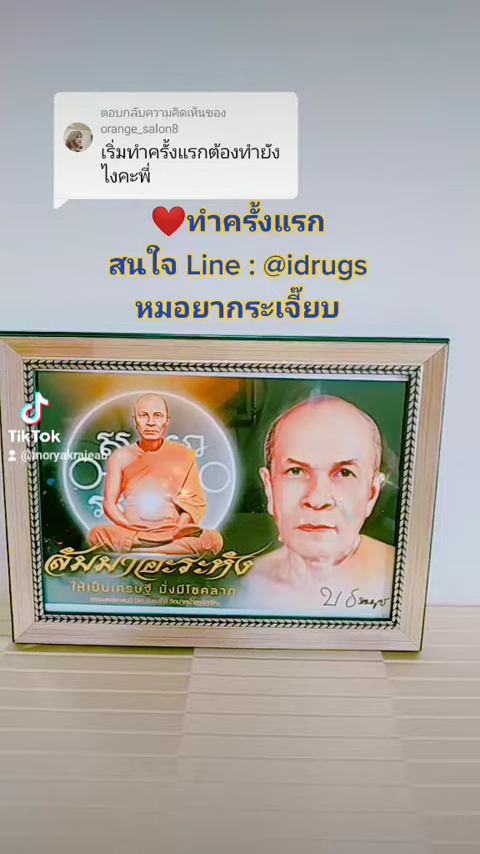 ตอบกลับความคิดเห็นของ
orange_salon8
เริ่มทำครั้งแรกต้องทำยัง
ไงคะพี่
❤️ทำครั้งแรก
สนใจ Line : @idrugs
หมอยากระเจี๊ยบ
TikTok
@moryakrajeab
สัมมาอะระหัง
ให้เป็นเศรษฐี มั่งมีโชคลาภ